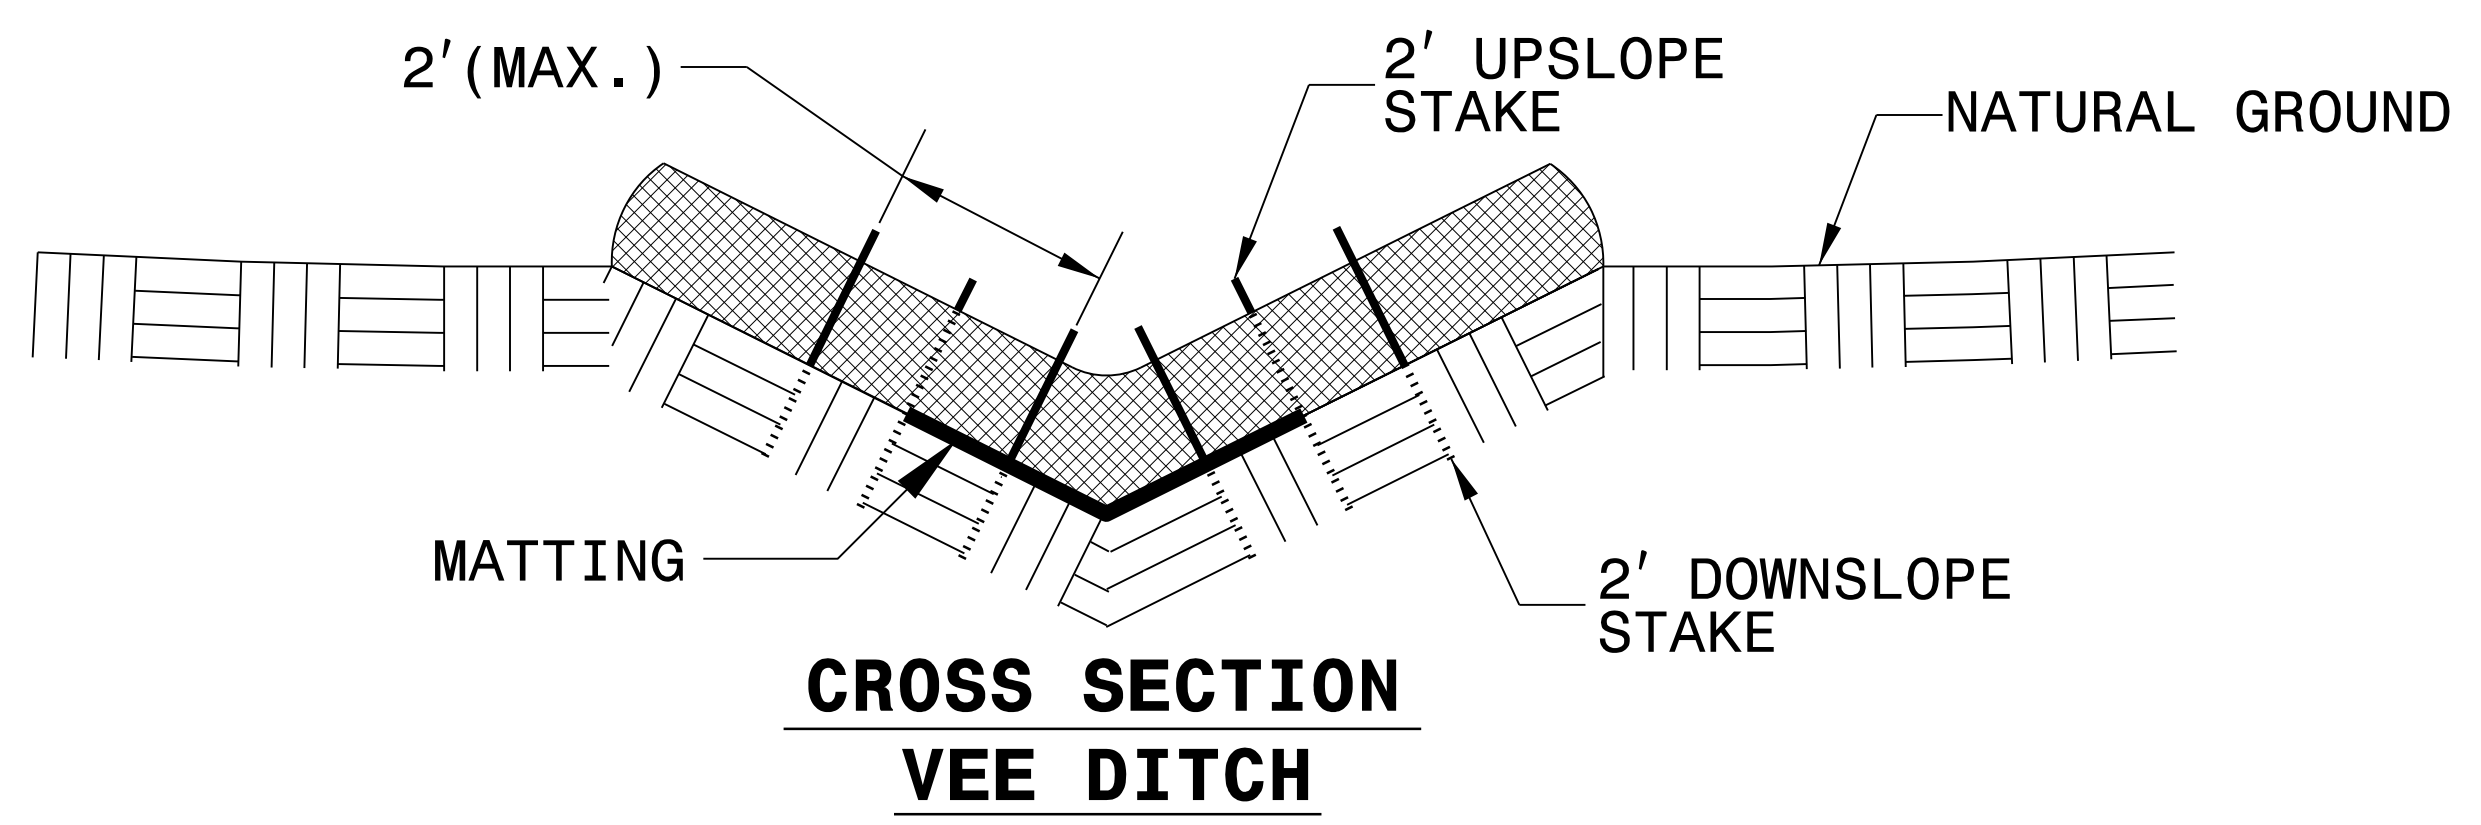 2'(MAX.)
2' UPSLOPE
STAKE
NATURAL GROUND
MATTING
2' DOWNSLOPE
STAKE
CROSS SECTION
VEE DITCH